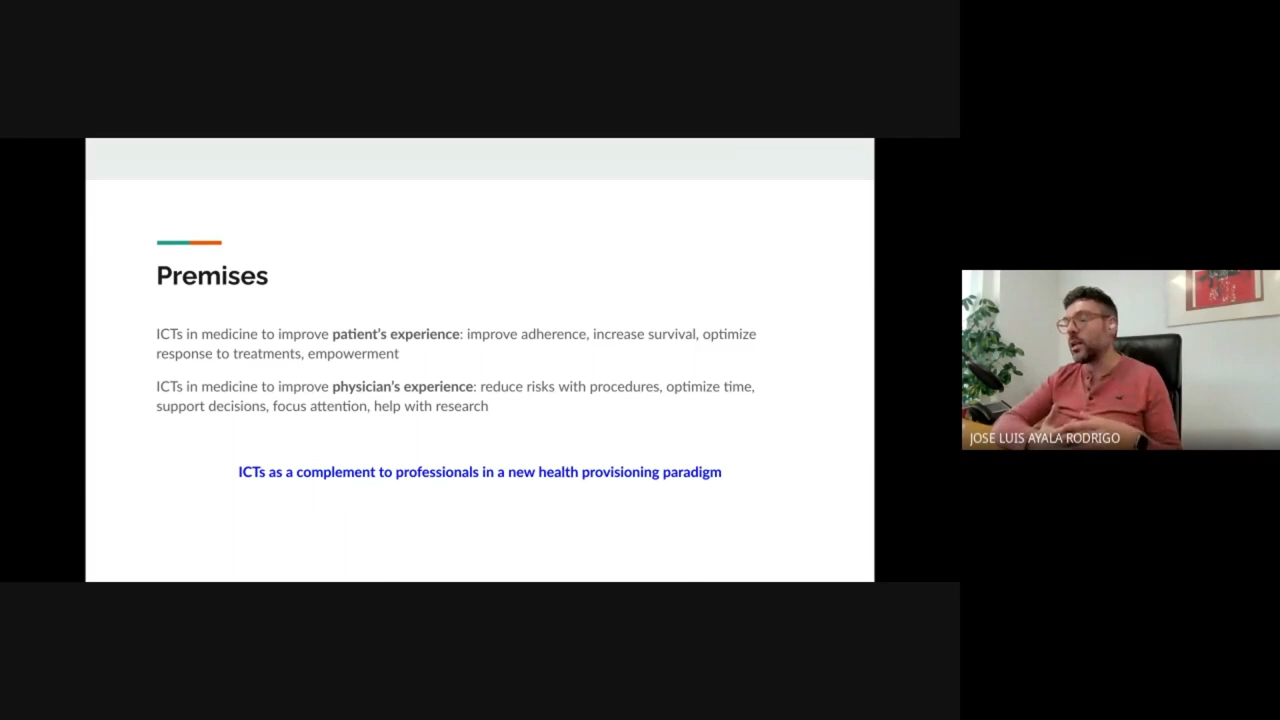 Premises
ICTs in medicine to improve patient's experience: improve adherence, increase survival, optimize
response to treatments, empowerment
ICTs in medicine to improve physician's experience: reduce risks with procedures, optimize time,
support decisions, focus attention, help with research
ICTs as a complement to professionals in a new health provisioning paradigm
JOSE LUIS AYALA RODRIGO